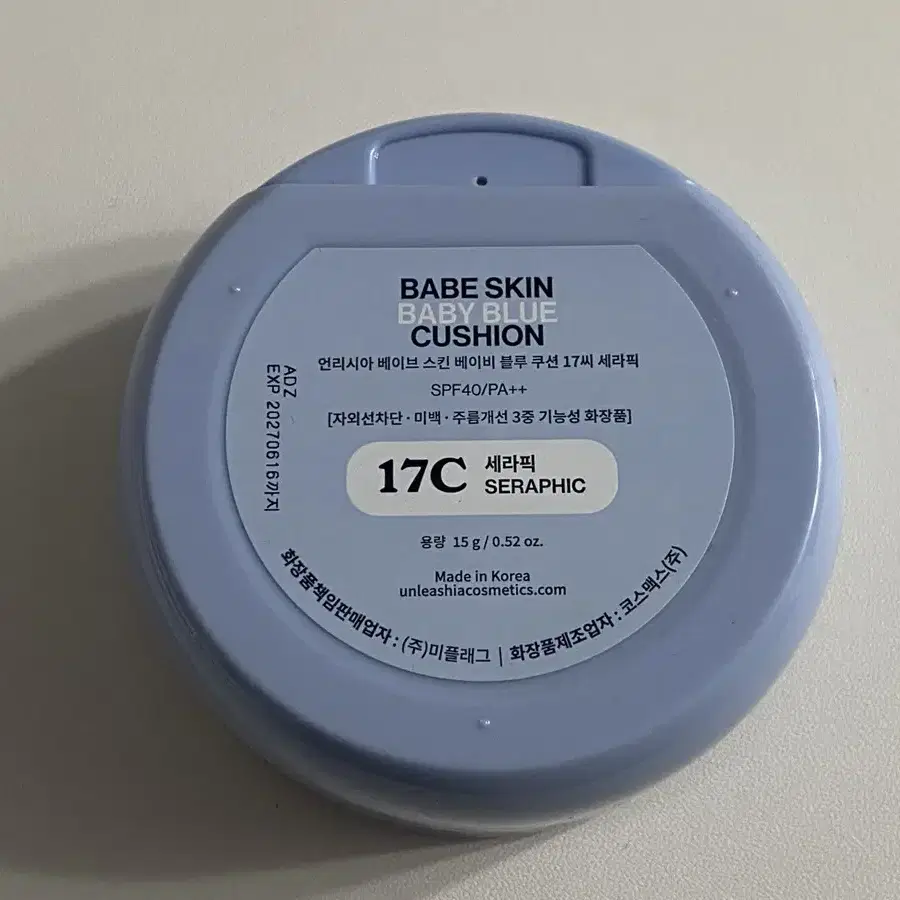 BABE SKIN
BABY BLUE
CUSHION
언리시아 베이브 스킨 베이비 블루 쿠션 17씨 세라픽
SPF40/PA++
[자외선차단 · 미백 · 주름개선 3중 기능성 화장품]
17C 세라픽
SERAPHIC
용량 15 g / 0.52 oz.
Made in Korea
unleashiacosmetics.com
화장품책임판매업자 : (주)미플래그 | 화장품제조업자 : 코스맥스(주)
ADZ
EXP 20270616까지